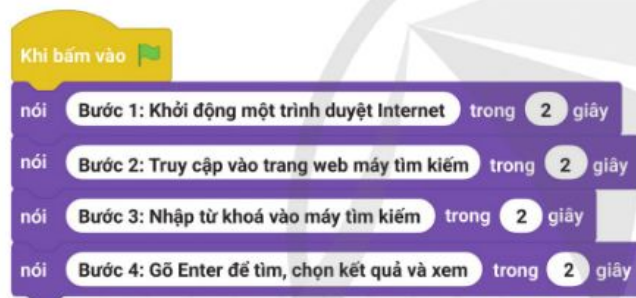 Khi bấm vào
nói Bước 1: Khởi động một trình duyệt Internet trong 2 giây
nói Bước 2: Truy cập vào trang web máy tìm kiếm trong 2 giây
nói Bước 3: Nhập từ khoá vào máy tìm kiếm trong 2 giây
nói Bước 4: Gõ Enter để tìm, chọn kết quả và xem trong 2 giây